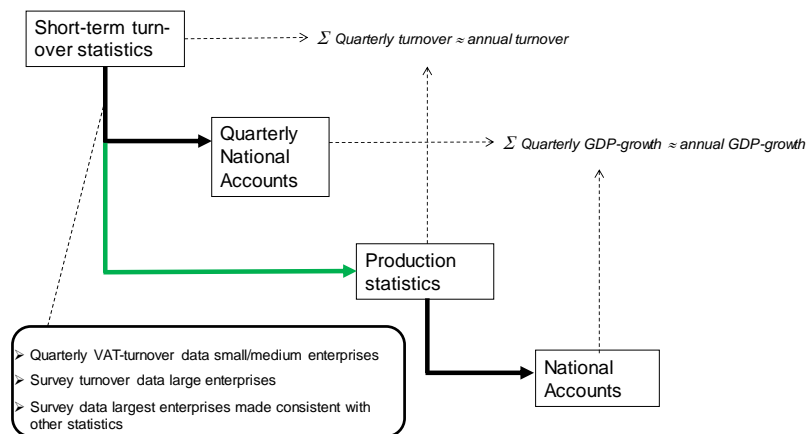 Short-term turn-
over statistics
Σ Quarterly turnover ≈ annual turnover
Quarterly
National
Accounts
Σ Quarterly GDP-growth ≈ annual GDP-growth
Production
statistics
➢ Quarterly VAT-turnover data small/medium enterprises
➢ Survey turnover data large enterprises
➢ Survey data largest enterprises made consistent with
other statistics
National
Accounts